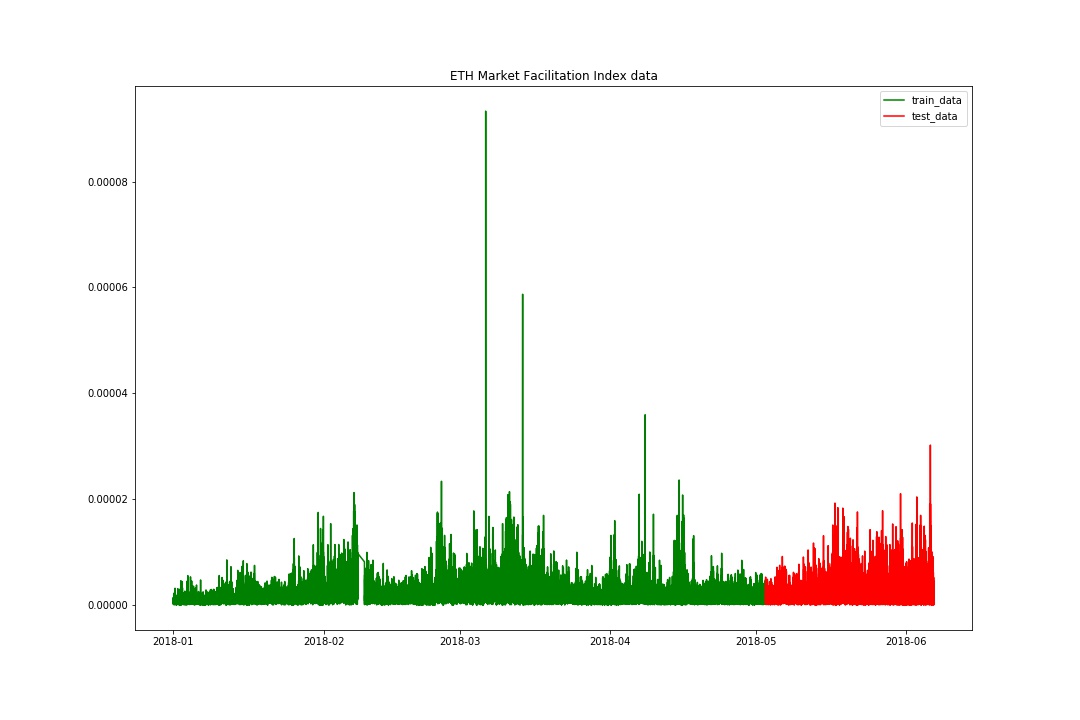 ETH Market Facilitation Index data
train_data
test_data
0.00008
0.00006
0.00004
0.00002
0.00000
2018-01 2018-02 2018-03 2018-04 2018-05 2018-06